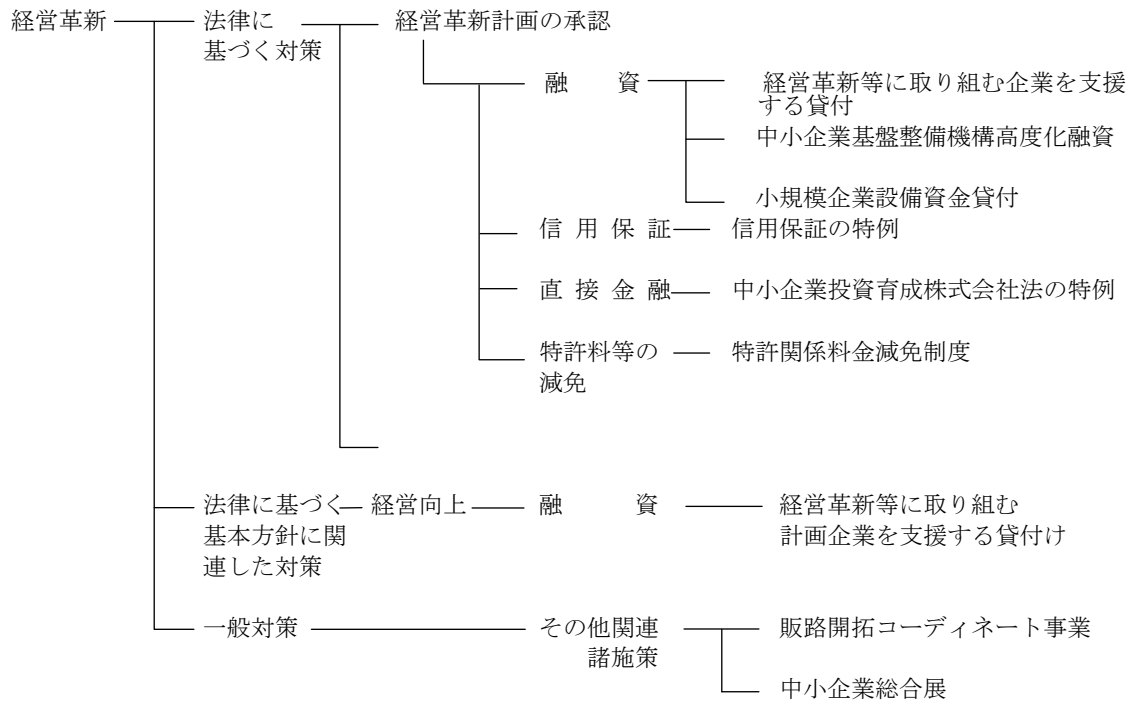 経営革新 法律に 経営革新計画の承認
基づく対策
融　　資 経営革新等に取り組む企業を支援
する貸付
中小企業基盤整備機構高度化融資
小規模企業設備資金貸付
信用保証 信用保証の特例
直接金融 中小企業投資育成株式会社法の特例
特許料等の 特許関係料金減免制度
減免
法律に基づく 経営向上 融　　資 経営革新等に取り組む
基本方針に関 計画企業を支援する貸付け
連した対策
一般対策 その他関連 販路開拓コーディネート事業
諸施策
中小企業総合展